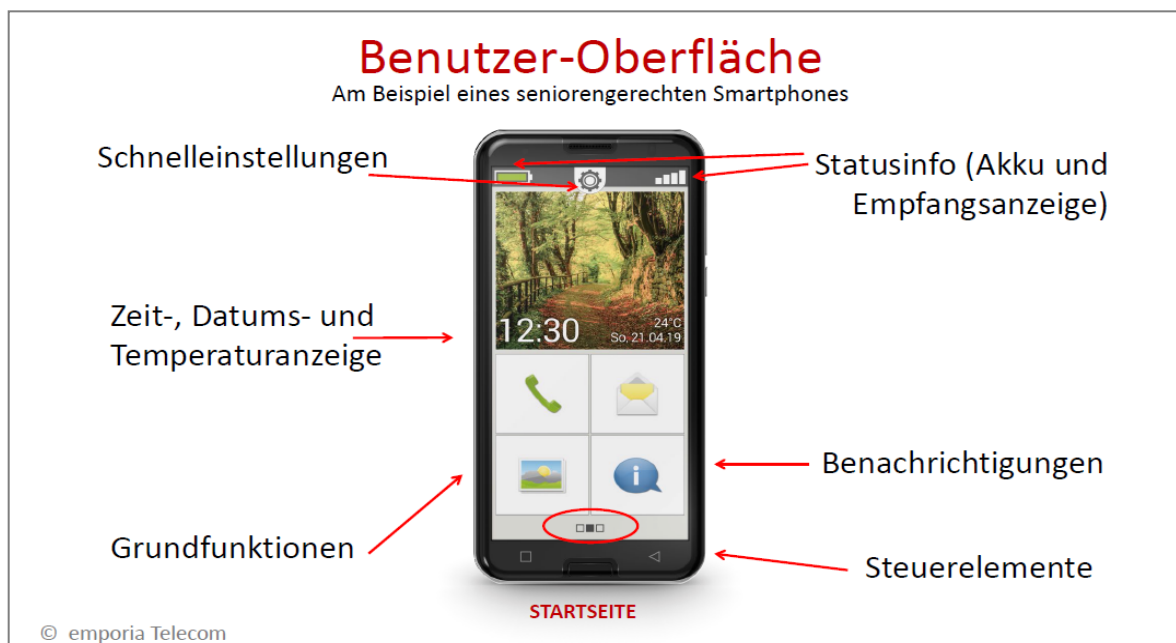 Benutzer-Oberfläche
Am Beispiel eines seniorengerechten Smartphones
Schnelleinstellungen
Statusinfo (Akku und
Empfangsanzeige)
Zeit-, Datums- und
Temperaturanzeige
12:30
24°C
So. 21.04.19
Benachrichtigungen
Grundfunktionen
Steuerelemente
STARTSEITE
© emporia Telecom